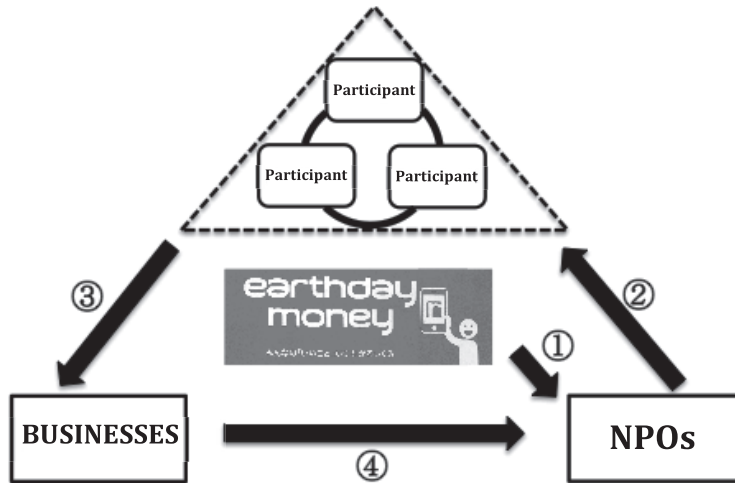 Participant
Participant
Participant
③
earthday
money
②
①
BUSINESSES
NPOs
④